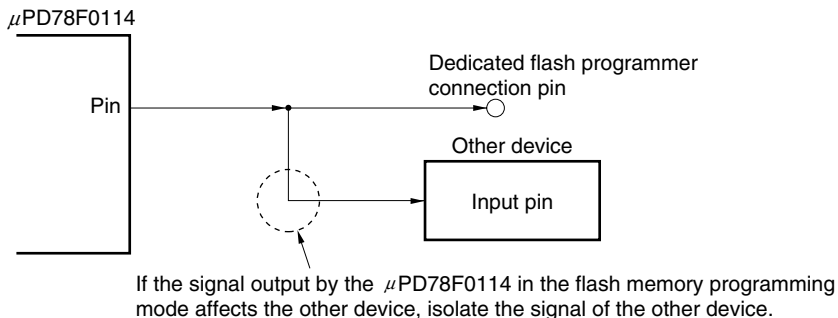 μPD78F0114
Pin
Dedicated flash programmer
connection pin
Other device
Input pin
If the signal output by the μPD78F0114 in the flash memory programming
mode affects the other device, isolate the signal of the other device.